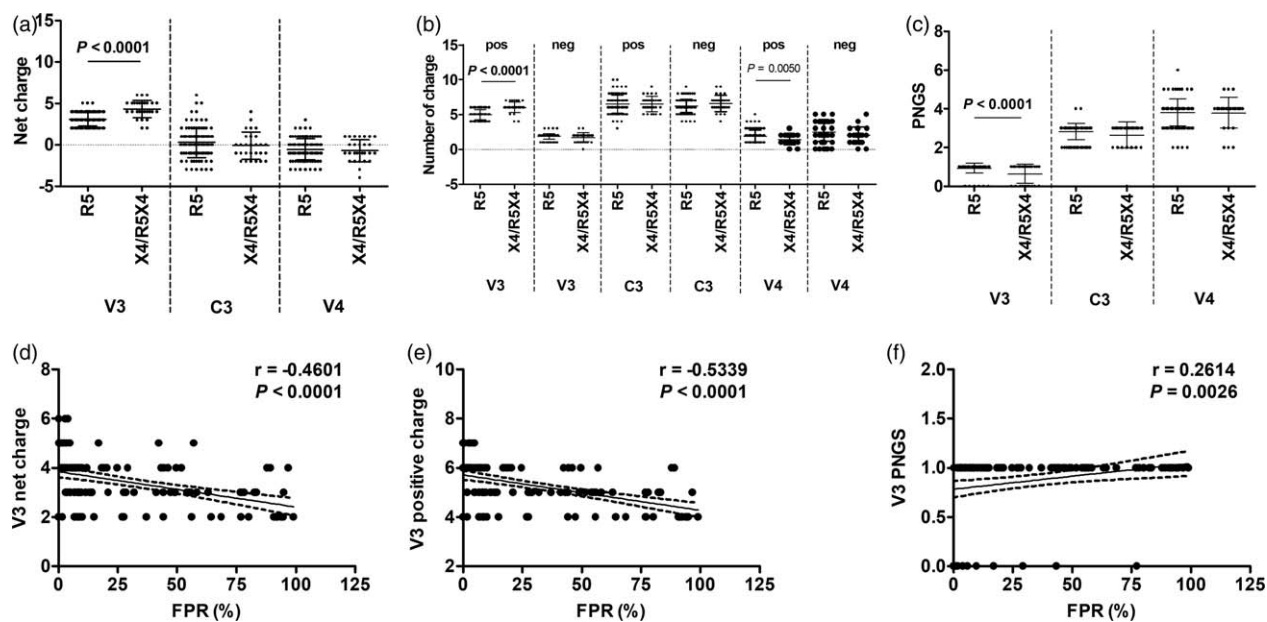 (a)
Net charge
15
10
5
0
-5
P < 0.0001
R5
X4/R5X4
R5
X4/R5X4
R5
X4/R5X4
V3
C3
V4
(b)
Number of charge
15
10
5
0
-5
pos
neg
pos
neg
pos
neg
P < 0.0001
P = 0.0050
R5
X4/R5X4
R5
X4/R5X4
R5
X4/R5X4
R5
X4/R5X4
R5
X4/R5X4
R5
X4/R5X4
V3
V3
C3
C3
V4
V4
(c)
PNGS
8
6
4
2
0
P < 0.0001
R5
X4/R5X4
R5
X4/R5X4
R5
X4/R5X4
V3
C3
V4
(d)
V3 net charge
8
6
4
2
0
r = -0.4601
P < 0.0001
0 25 50 75 100 125
FPR (%)
(e)
V3 positive charge
10
8
6
4
2
r = -0.5339
P < 0.0001
0 25 50 75 100 125
FPR (%)
(f)
V3 PNGS
2.0
1.5
1.0
0.5
0.0
r = 0.2614
P = 0.0026
0 25 50 75 100 125
FPR (%)